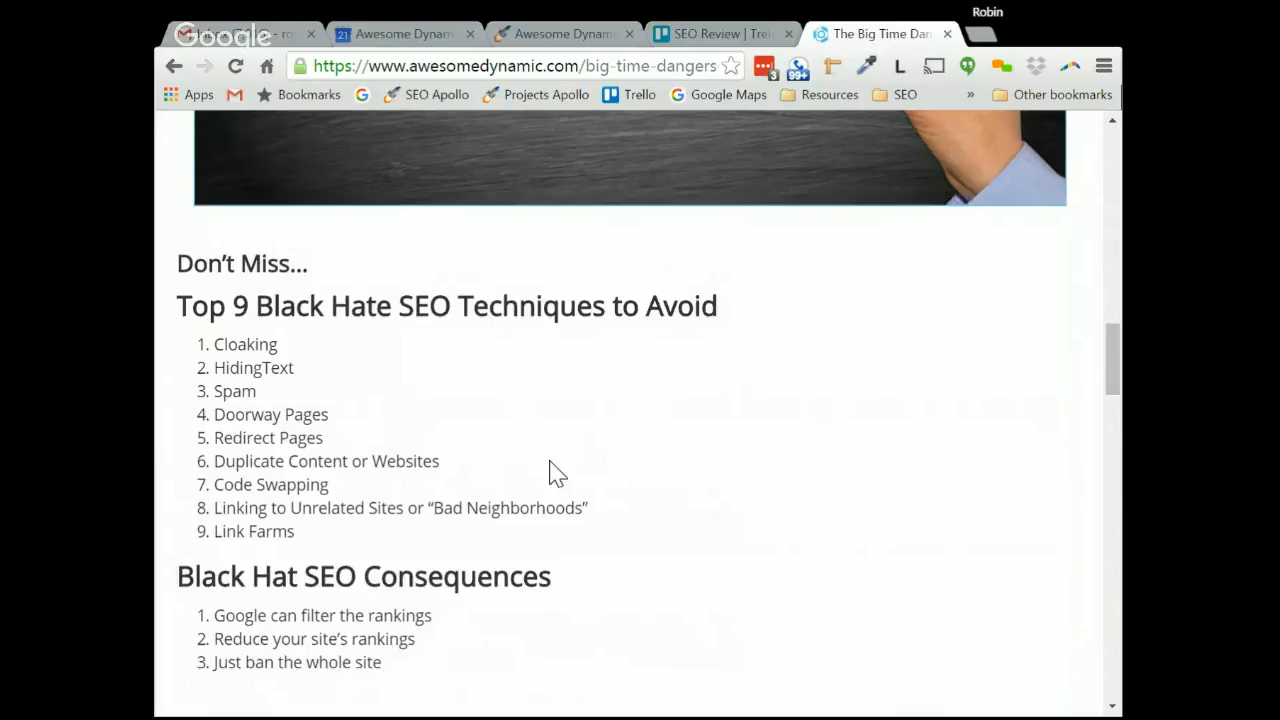 Robin
Google
Awesome Dynam
Awesome Dynam
SEO Review | Trel
The Big Time Dan
https://www.awesomedynamic.com/big-time-dangers
3
99+
L
Apps
Bookmarks
SEO Apollo
Projects Apollo
Trello
Google Maps
Resources
SEO
»
Other bookmarks
Don’t Miss…
Top 9 Black Hate SEO Techniques to Avoid
1. Cloaking
2. HidingText
3. Spam
4. Doorway Pages
5. Redirect Pages
6. Duplicate Content or Websites
7. Code Swapping
8. Linking to Unrelated Sites or “Bad Neighborhoods”
9. Link Farms
Black Hat SEO Consequences
1. Google can filter the rankings
2. Reduce your site’s rankings
3. Just ban the whole site